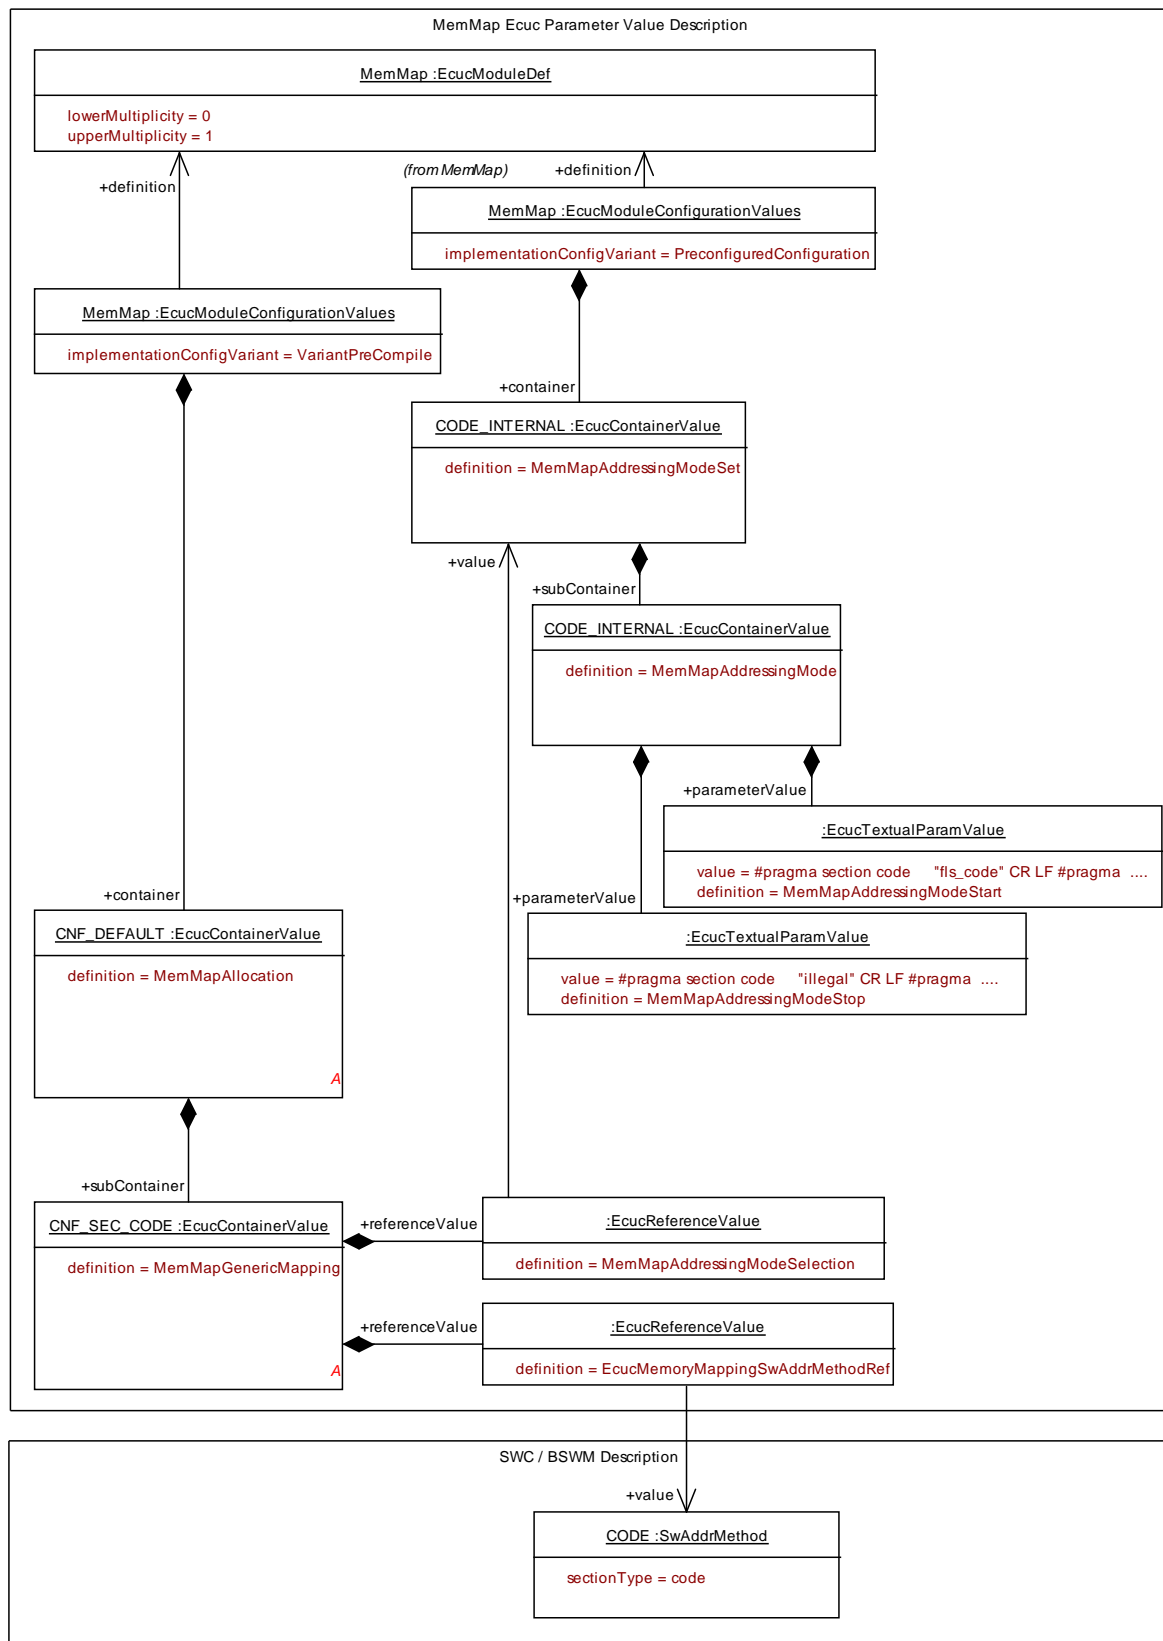 MemMap Ecuc Parameter Value Description
MemMap :EcucModuleDef
lowerMultiplicity = 0
upperMultiplicity = 1
(from MemMap)
+definition
+definition
MemMap :EcucModuleConfigurationValues
implementationConfigVariant = PreconfiguredConfiguration
MemMap :EcucModuleConfigurationValues
implementationConfigVariant = VariantPreCompile
+container
CODE_INTERNAL :EcucContainerValue
definition = MemMapAddressingModeSet
+value
+subContainer
CODE_INTERNAL :EcucContainerValue
definition = MemMapAddressingMode
+parameterValue
:EcucTextualParamValue
value = #pragma section code "fls_code" CR LF #pragma ....
definition = MemMapAddressingModeStart
+container
+parameterValue
CNF_DEFAULT :EcucContainerValue
definition = MemMapAllocation
A
:EcucTextualParamValue
value = #pragma section code "illegal" CR LF #pragma ....
definition = MemMapAddressingModeStop
+subContainer
CNF_SEC_CODE :EcucContainerValue
definition = MemMapGenericMapping
A
+referenceValue
:EcucReferenceValue
definition = MemMapAddressingModeSelection
+referenceValue
:EcucReferenceValue
definition = EcucMemoryMappingSwAddrMethodRef
SWC / BSWM Description
+value
CODE :SwAddrMethod
sectionType = code